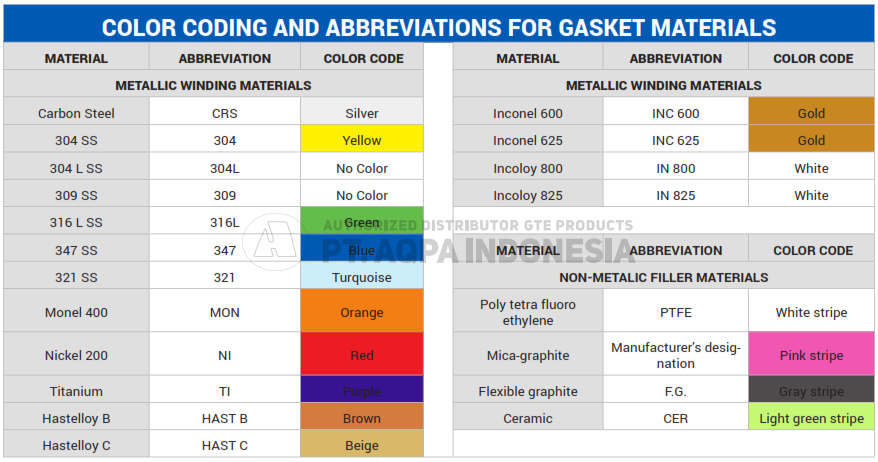 COLOR CODING AND ABBREVIATIONS FOR GASKET MATERIALS
MATERIAL ABBREVIATION COLOR CODE
METALLIC WINDING MATERIALS
Carbon Steel CRS Silver
304 SS 304 Yellow
304 L SS 304L No Color
309 SS 309 No Color
316 L SS 316L Green
347 SS 347 Blue
321 SS 321 Turquoise
Monel 400 MON Orange
Nickel 200 NI Red
Titanium TI Purple
Hastelloy B HAST B Brown
Hastelloy C HAST C Beige
MATERIAL ABBREVIATION COLOR CODE
METALLIC WINDING MATERIALS
Inconel 600 INC 600 Gold
Inconel 625 INC 625 Gold
Incoloy 800 IN 800 White
Incoloy 825 IN 825 White
MATERIAL ABBREVIATION COLOR CODE
NON-METALIC FILLER MATERIALS
Poly tetra fluoro
ethylene PTFE White stripe
Mica-graphite Manufacturer's desig-
nation Pink stripe
Flexible graphite F.G. Gray stripe
Ceramic CER Light green stripe
AUTHORIZED DISTRIBUTOR GTE PRODUCTS
PT. AQPA INDONESIA